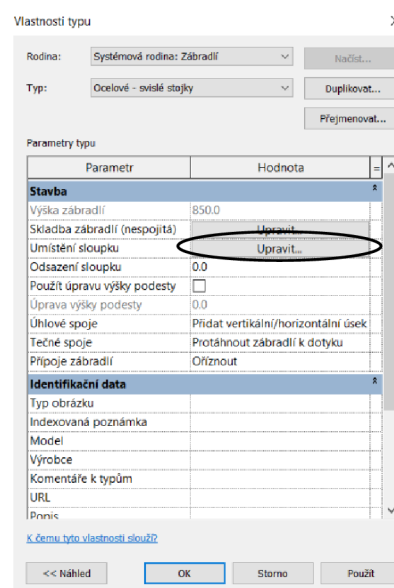 Vlastnosti typu
Rodina: Systémová rodina: Zábradlí Načíst...
Typ: Ocelové - svislé stojky Duplikovat...
Přejmenovat...
Parametry typu
Parametr Hodnota =
Stavba
Výška zábradlí 850.0
Skladba zábradlí (nespojitá) Upravit...
Umístění sloupku Upravit...
Odsazení sloupku 0.0
Použít úpravu výšky podesty
Úprava výšky podesty 0.0
Úhlové spoje Přidat vertikální/horizontální úsek
Tečné spoje Protáhnout zábradlí k dotyku
Přípoje zábradlí Oříznout
Identifikační data
Typ obrázku
Indexovaná poznámka
Model
Výrobce
Komentáře k typům
URL
Popis
K čemu tyto vlastnosti slouží?
<< Náhled OK Storno Použít